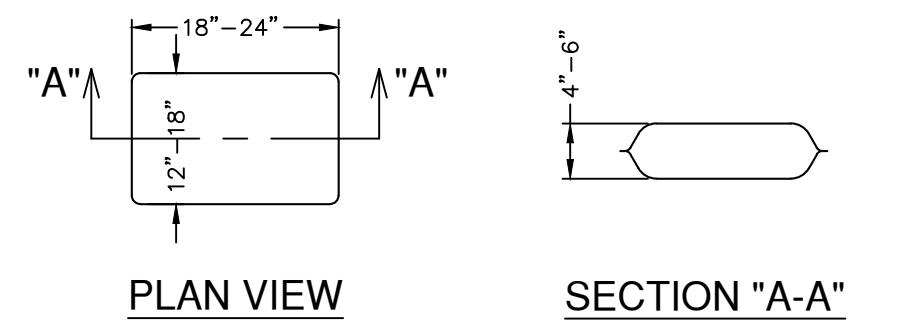 18”-24”
"A"
"A"
12”-18”
PLAN VIEW
4”-6”
SECTION "A-A"